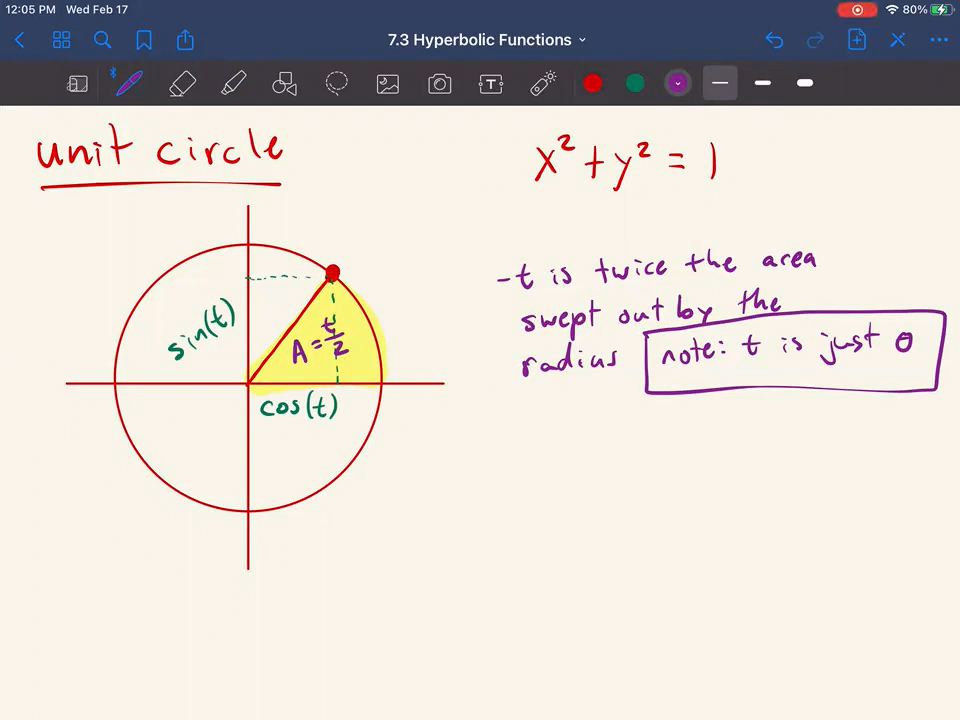 12:05 PM Wed Feb 17
80%
7.3 Hyperbolic Functions
T
unit circle
x² + y² = 1
- t is twice the area
swept out by the
radius
note: t is just θ
sin(t)
A = t/2
cos(t)